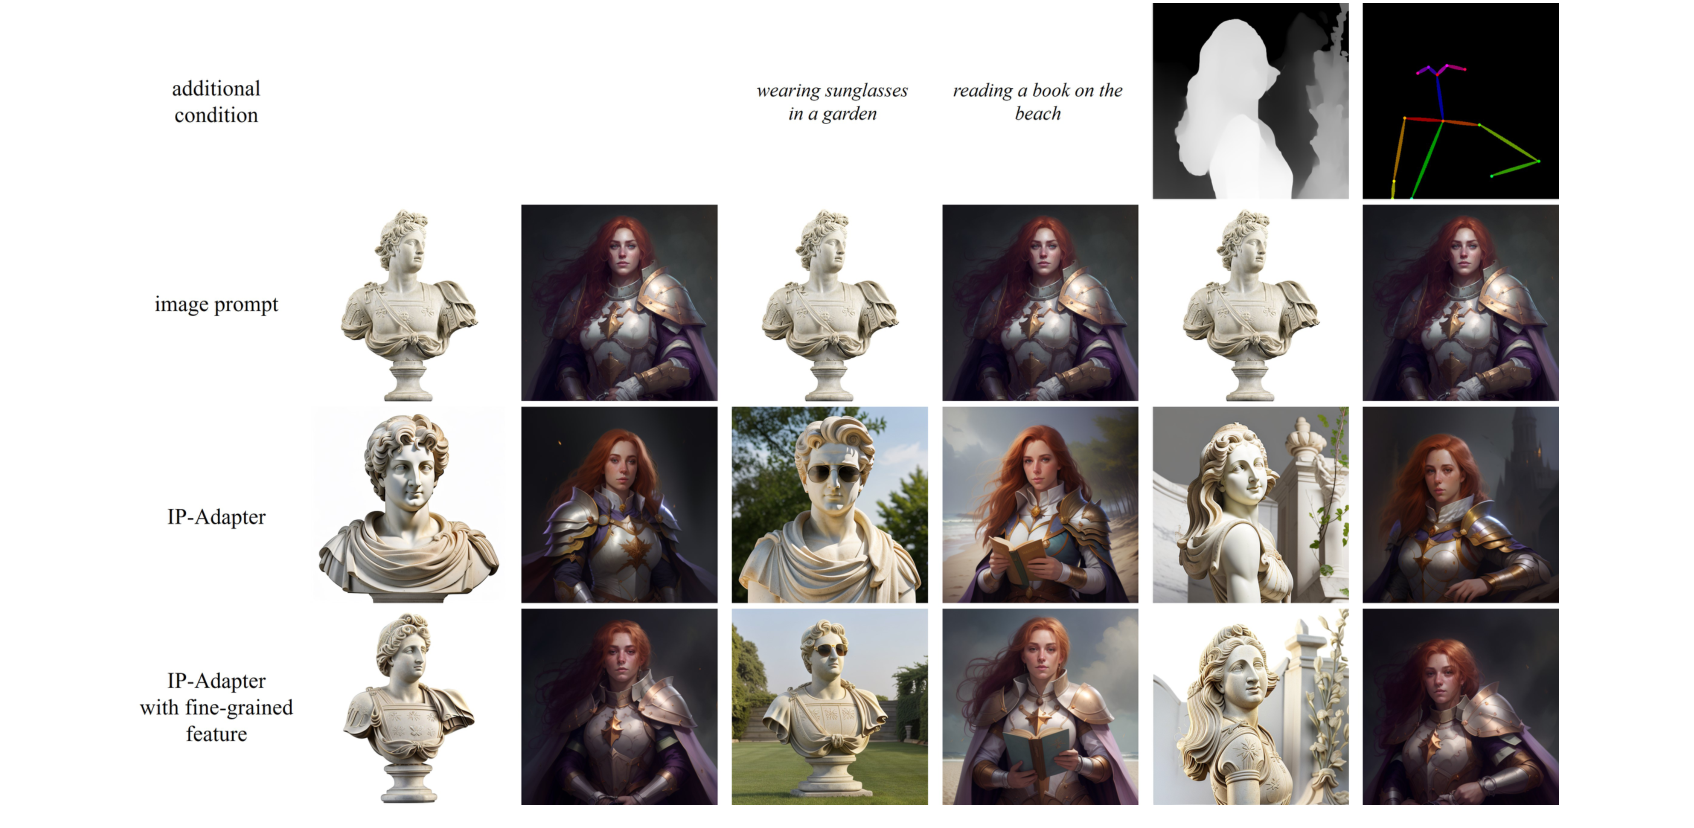 additional
condition
wearing sunglasses
in a garden
reading a book on the
beach
image prompt
IP-Adapter
IP-Adapter
with fine-grained
feature